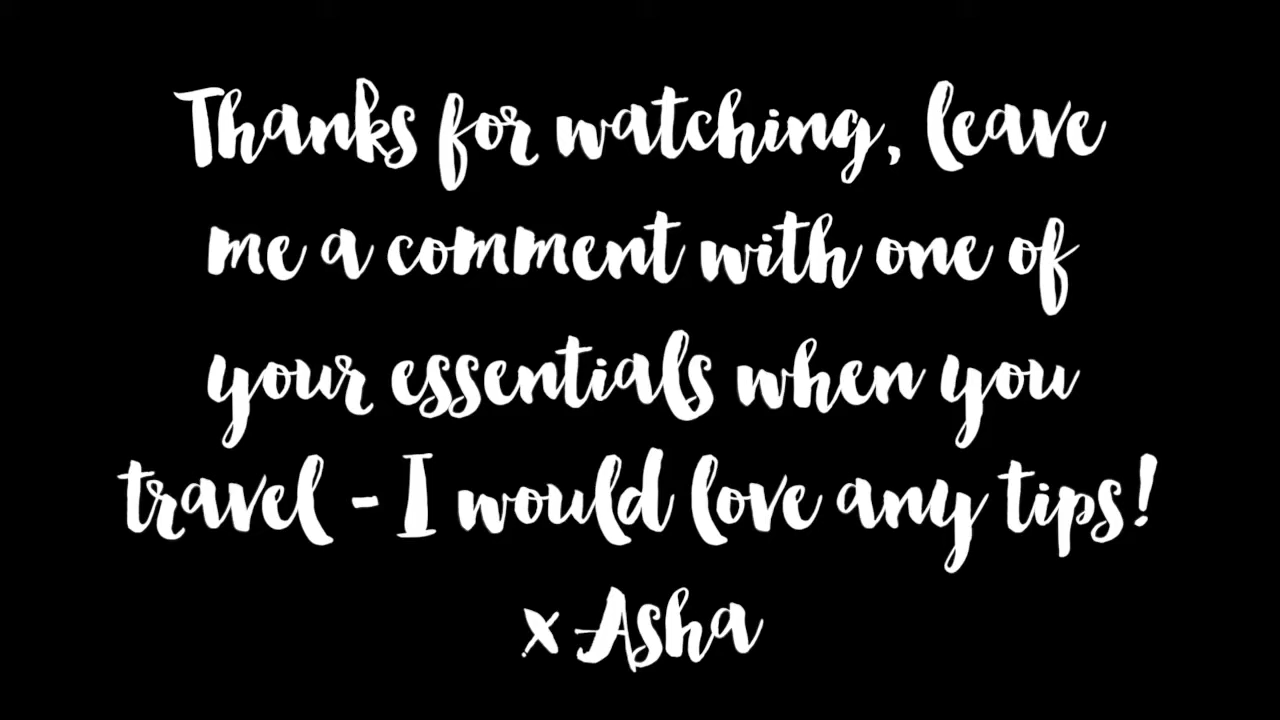 Thanks for watching, leave
me a comment with one of
your essentials when you
travel - I would love any tips!
x Asha